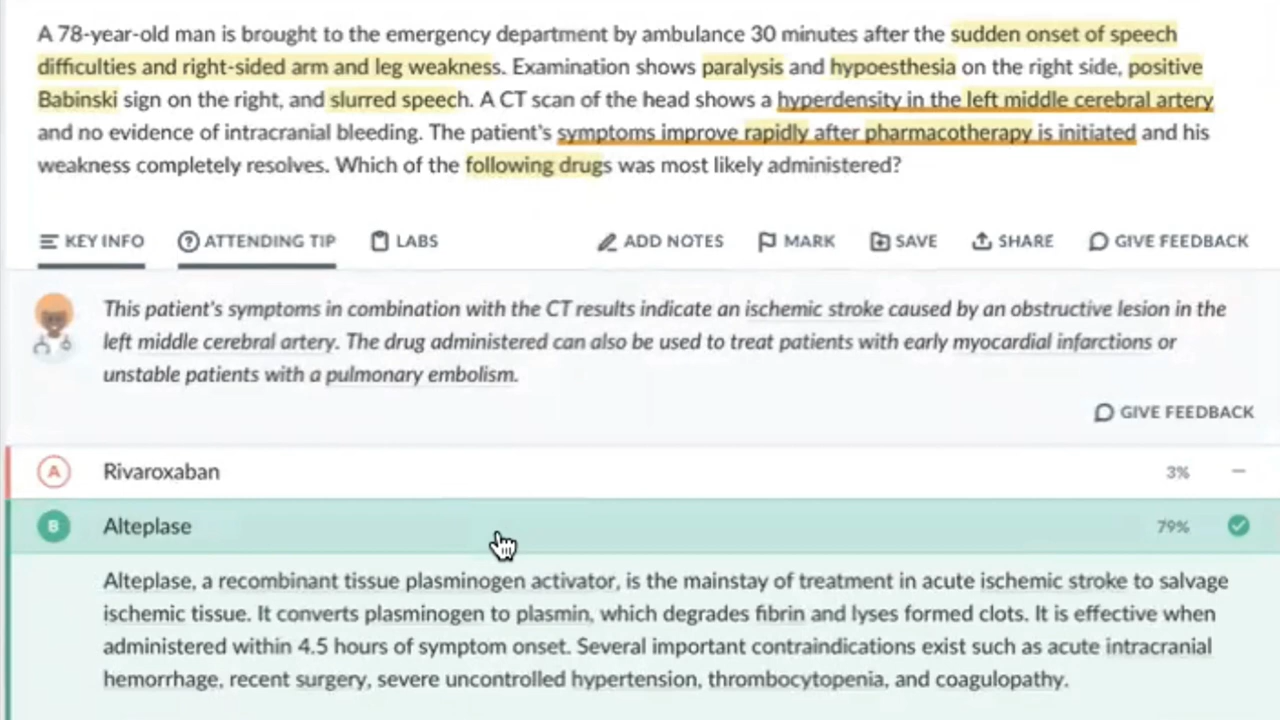 A 78-year-old man is brought to the emergency department by ambulance 30 minutes after the sudden onset of speech
difficulties and right-sided arm and leg weakness. Examination shows paralysis and hypoesthesia on the right side, positive
Babinski sign on the right, and slurred speech. A CT scan of the head shows a hyperdensity in the left middle cerebral artery
and no evidence of intracranial bleeding. The patient's symptoms improve rapidly after pharmacotherapy is initiated and his
weakness completely resolves. Which of the following drugs was most likely administered?
KEY INFO ATTENDING TIP LABS ADD NOTES MARK SAVE SHARE GIVE FEEDBACK
This patient's symptoms in combination with the CT results indicate an ischemic stroke caused by an obstructive lesion in the
left middle cerebral artery. The drug administered can also be used to treat patients with early myocardial infarctions or
unstable patients with a pulmonary embolism.
GIVE FEEDBACK
A Rivaroxaban 3%
B Alteplase 79%
Alteplase, a recombinant tissue plasminogen activator, is the mainstay of treatment in acute ischemic stroke to salvage
ischemic tissue. It converts plasminogen to plasmin, which degrades fibrin and lyses formed clots. It is effective when
administered within 4.5 hours of symptom onset. Several important contraindications exist such as acute intracranial
hemorrhage, recent surgery, severe uncontrolled hypertension, thrombocytopenia, and coagulopathy.